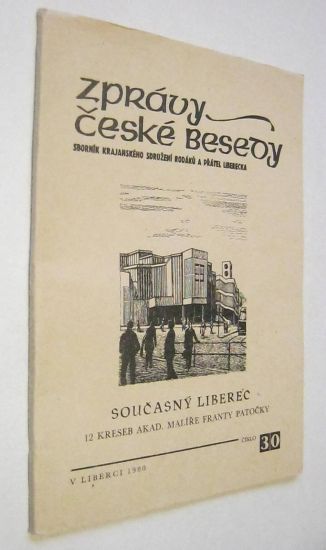 Zprávy
České Besedy
SBORNÍK KRAJANSKÉHO SDRUŽENÍ RODÁKŮ A PŘÁTEL LIBERECKA
SOUČASNÝ LIBEREC
12 KRESEB AKAD. MALÍŘE FRANTY PATOČKY
ČÍSLO 30
V LIBERCI 1980